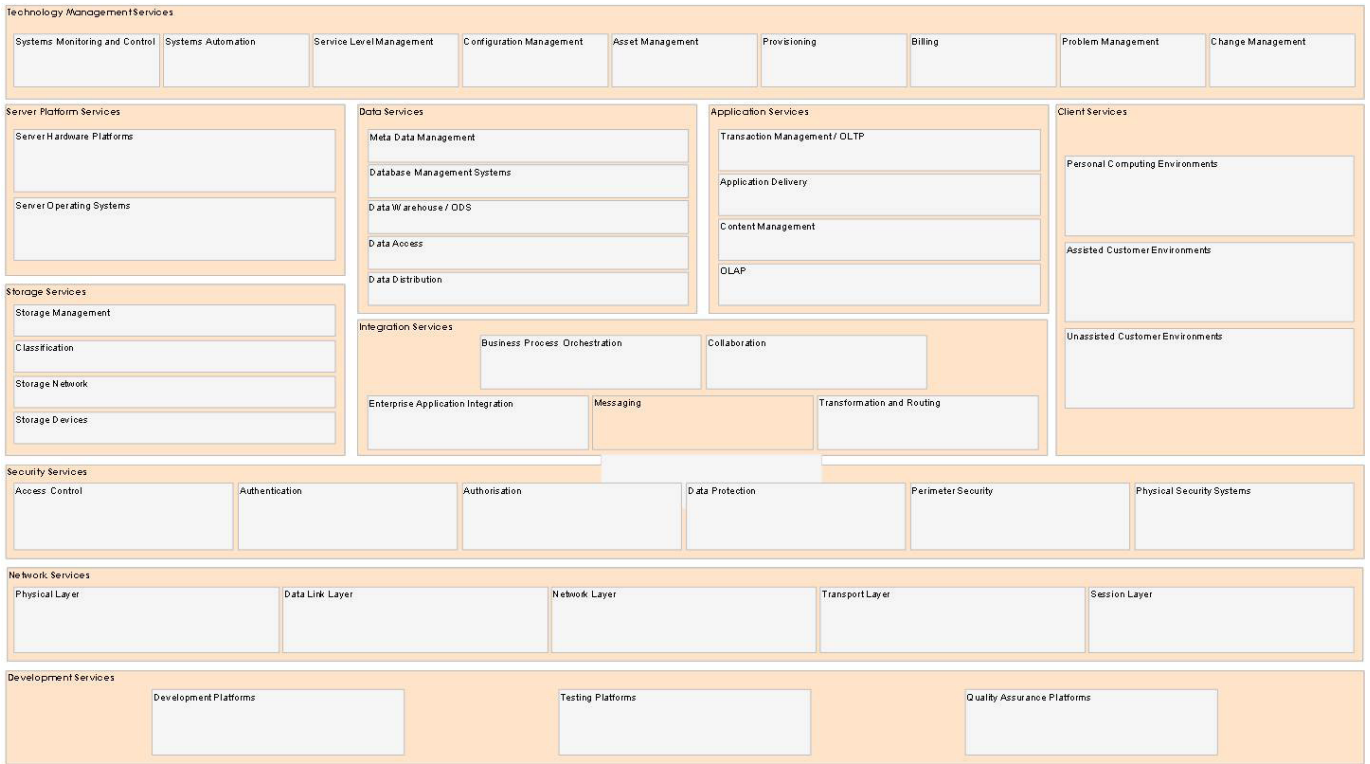 Technology Management Services
Systems Monitoring and Control
Systems Automation
Service Level Management
Configuration Management
Asset Management
Provisioning
Billing
Problem Management
Change Management
Server Platform Services
Server Hardware Platforms
Server Operating Systems
Storage Services
Storage Management
Classification
Storage Network
Storage Devices
Data Services
Meta Data Management
Database Management Systems
Data Warehouse / ODS
Data Access
Data Distribution
Application Services
Transaction Management / OLTP
Application Delivery
Content Management
OLAP
Integration Services
Business Process Orchestration
Collaboration
Enterprise Application Integration
Messaging
Transformation and Routing
Client Services
Personal Computing Environments
Assisted Customer Environments
Unassisted Customer Environments
Security Services
Access Control
Authentication
Authorisation
Data Protection
Perimeter Security
Physical Security Systems
Network Services
Physical Layer
Data Link Layer
Network Layer
Transport Layer
Session Layer
Development Services
Development Platforms
Testing Platforms
Quality Assurance Platforms